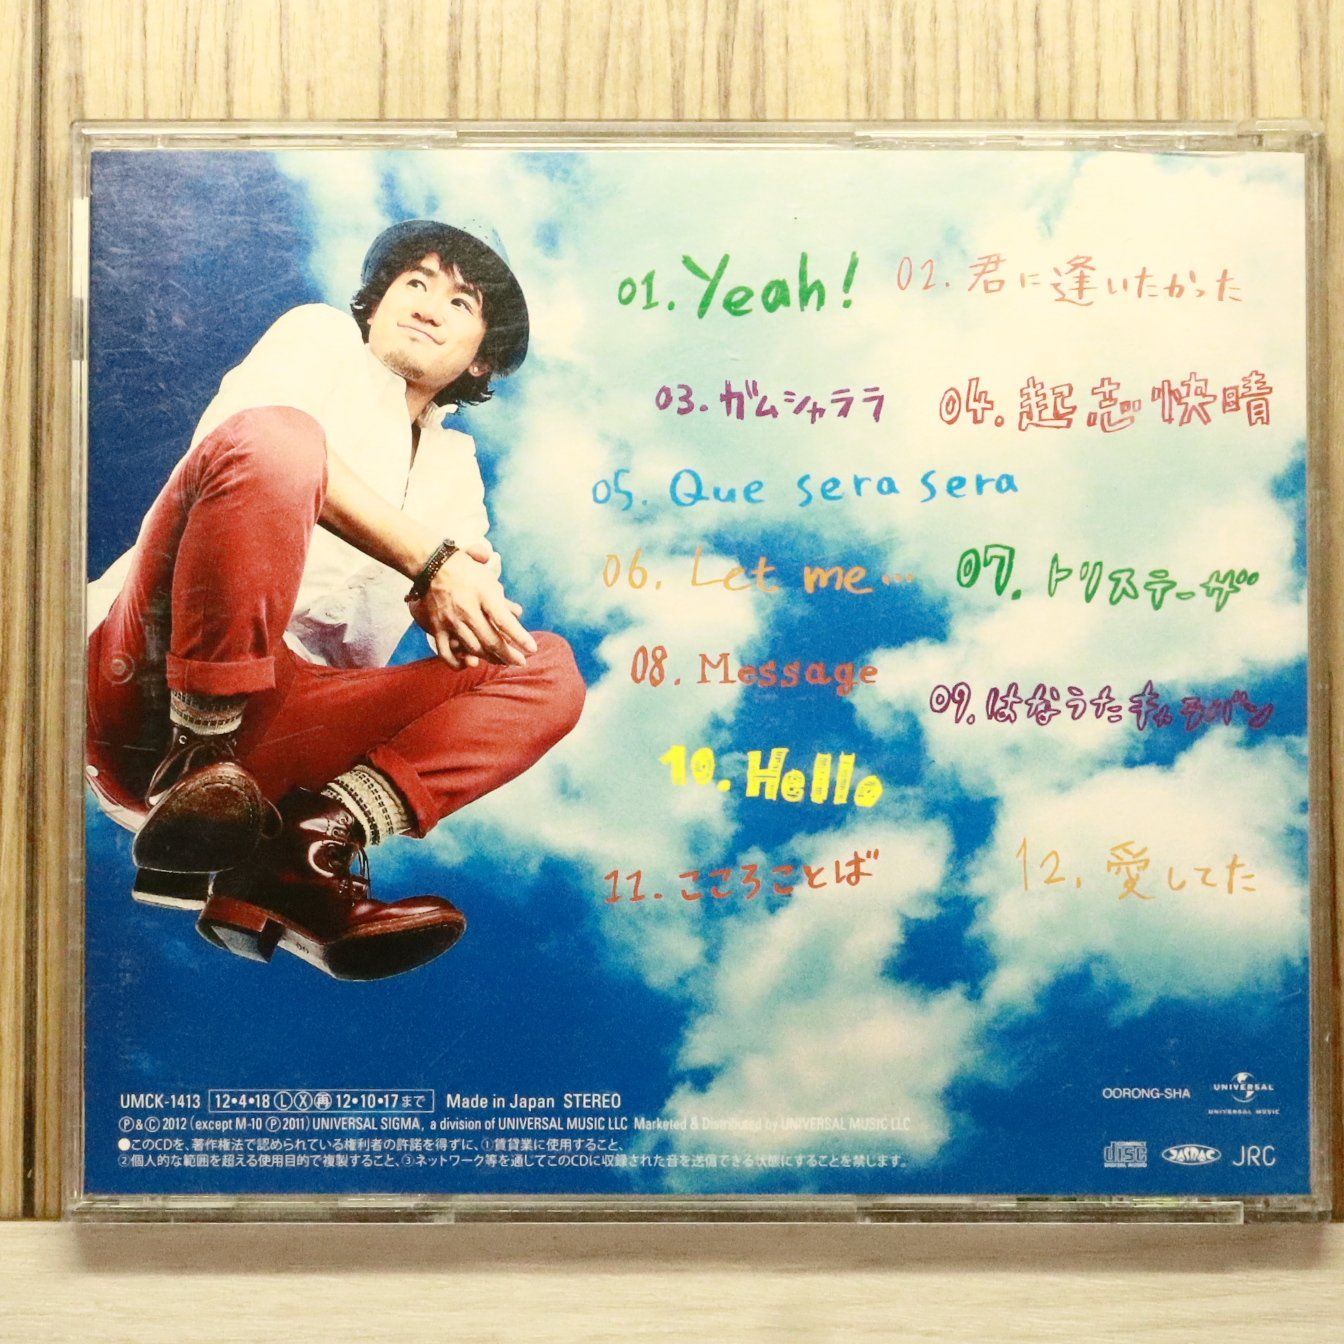 01. Yeah!
02. 君に逢いたかった
03. ガムシャララ
04. 起志快晴
05. Que sera sera
06. Let me...
07. トリステーザ
08. Message
09. はなうたキャラバン
10. Hello
11. こころことば
12. 愛してた
UMCK-1413 12・4・18 Ⓛ Ⓧ ㊢ 12・10・17まで Made in Japan STEREO
Ⓟ&Ⓒ 2012 (except M-10 Ⓟ 2011) UNIVERSAL SIGMA, a division of UNIVERSAL MUSIC LLC Marketed & Distributed by UNIVERSAL MUSIC LLC
●このCDを、著作権法で認められている権利者の許諾を得ずに、①賃貸業に使用すること、
②個人的な範囲を超える使用目的で複製すること、③ネットワーク等を通じてこのCDに収録された音を送信できる状態にすることを禁じます。
OORONG-SHA
UNIVERSAL
UNIVERSAL MUSIC
COMPACT disc DIGITAL AUDIO
JASRAC
JRC